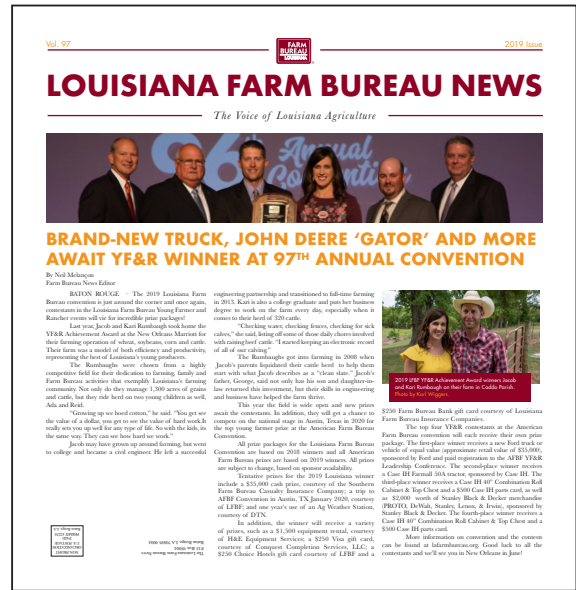 Vol. 97
2019 Issue
FARM
BUREAU
LOUISIANA
LOUISIANA FARM BUREAU NEWS
The Voice of Louisiana Agriculture
96th Annual
Convention
BRAND-NEW TRUCK, JOHN DEERE ‘GATOR’ AND MORE
AWAIT YF&R WINNER AT 97TH ANNUAL CONVENTION
By Neil Melançon
Farm Bureau News Editor
BATON ROUGE – The 2019 Louisiana Farm
Bureau convention is just around the corner and once again,
contestants in the Louisiana Farm Bureau Young Farmer and
Rancher events will vie for incredible prize packages!
Last year, Jacob and Kari Rumbaugh took home the
YF&R Achievement Award at the New Orleans Marriott for
their farming operation of wheat, soybeans, corn and cattle.
Their farm was a model of both efficiency and productivity,
representing the best of Louisiana’s young producers.
The Rumbaughs were chosen from a highly
competitive field for their dedication to farming, family and
Farm Bureau activities that exemplify Louisiana’s farming
community. Not only do they manage 1,300 acres of grains
and cattle, but they ride herd on two young children as well,
Ada and Reid.
“Growing up we hoed cotton,” he said. “You get see
the value of a dollar, you get to see the value of hard work.It
really sets you up well for any type of life. So with the kids, in
the same way. They can see how hard we work.”
Jacob may have grown up around farming, but went
to college and became a civil engineer. He left a successful
engineering partnership and transitioned to full-time farming
in 2013. Kari is also a college graduate and puts her business
degree to work on the farm every day, especially when it
comes to their herd of 320 cattle.
“Checking water, checking fences, checking for sick
calves,” she said, listing off some of those daily chores involved
with raising beef cattle. “I started keeping an electronic record
of all of our calving.”
The Rumbaughs got into farming in 2008 when
Jacob’s parents liquidated their cattle herd to help them
start with what Jacob describes as a “clean slate.” Jacob’s
father, George, said not only has his son and daughter-in-
law returned this investment, but their skills in engineering
and business have helped the farm thrive.
This year the field is wide open and new prizes
await the contestants. In addition, they will get a chance to
compete on the national stage in Austin, Texas in 2020 for
the top young farmer prizes at the American Farm Bureau
Convention.
All prize packages for the Louisiana Farm Bureau
Convention are based on 2018 winners and all American
Farm Bureau prizes are based on 2019 winners. All prizes
are subject to change, based on sponsor availability.
Tentative prizes for the 2019 Louisiana winner
include a $35,000 cash prize, courtesy of the Southern
Farm Bureau Casualty Insurance Company; a trip to
AFBF Convention in Austin, TX January 2020, courtesy of
LFBF; and one year’s use of an Ag Weather Station,
courtesy of DTN.
In addition, the winner will receive a variety
of prizes, such as a $1,500 equipment rental, courtesy
of H&E Equipment Services; a $250 Visa gift card,
courtesy of Conquest Completion Services, LLC; a
$250 Choice Hotels gift card courtesy of LFBF and a
2019 LFBF YF&R Achievement Award winners Jacob
and Kari Rumbaugh on their farm in Caddo Parish.
Photo by Karl Wiggers.
$250 Farm Bureau Bank gift card courtesy of Louisiana
Farm Bureau Insurance Companies.
The top four YF&R contestants at the American
Farm Bureau convention will each receive their own prize
package. The first-place winner receives a new Ford truck or
vehicle of equal value (approximate retail value of $35,000),
sponsored by Ford and paid registration to the AFBF YF&R
Leadership Conference. The second-place winner receives
a Case IH Farmall 50A tractor, sponsored by Case IH. The
third-place winner receives a Case IH 40” Combination Roll
Cabinet & Top Chest and a $500 Case IH parts card, as well
as $2,000 worth of Stanley Black & Decker merchandise
(PROTO, DeWalt, Stanley, Lenox, & Irwin), sponsored by
Stanley Black & Decker. The fourth-place winner receives a
Case IH 40” Combination Roll Cabinet & Top Chest and a
$500 Case IH parts card.
More information on convention and the contests
can be found at lafarmbureau.org. Good luck to all the
contestants and we’ll see you in New Orleans in June!
Louisiana Farm Bureau News
P.O. Box 95004
Baton Rouge, LA 70895-9004
NONPROFIT
ORGANIZATION
U.S. POSTAGE
PAID
Baton Rouge, LA